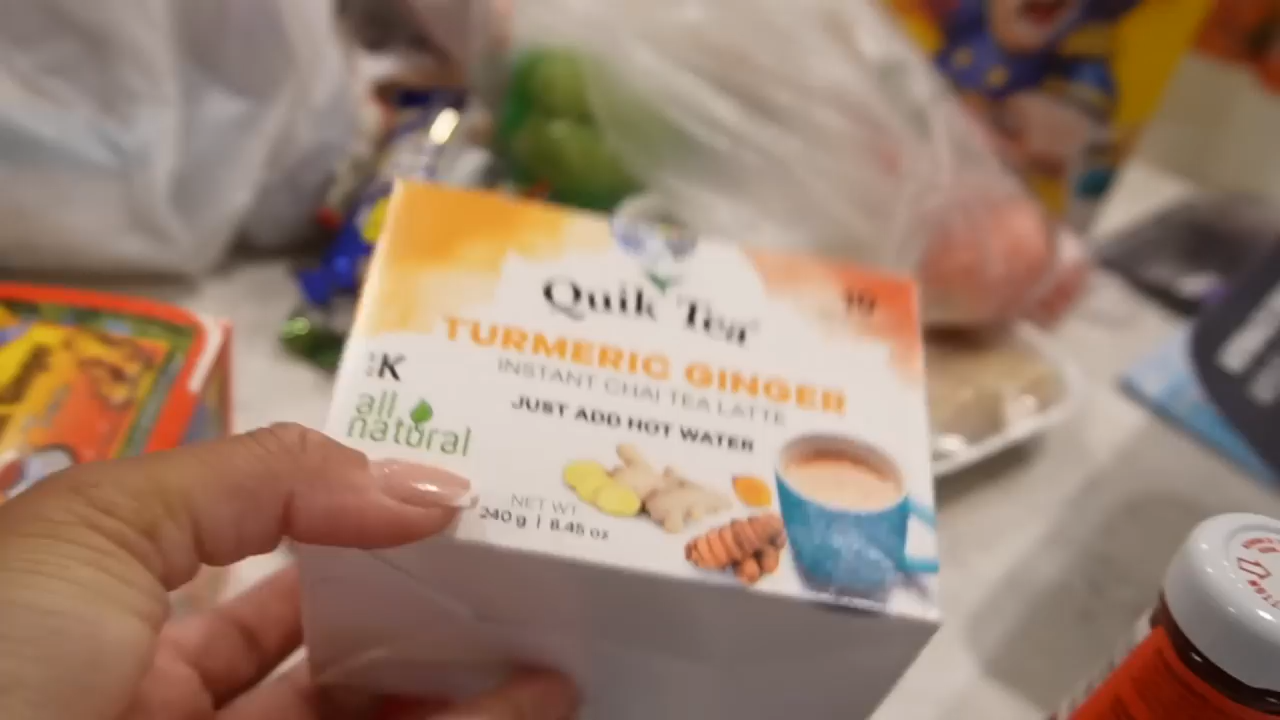 Quik Tea
10
TURMERIC GINGER
INSTANT CHAI TEA LATTE
JUST ADD HOT WATER
K
all
natural
NET WT
240 g | 8.45 oz